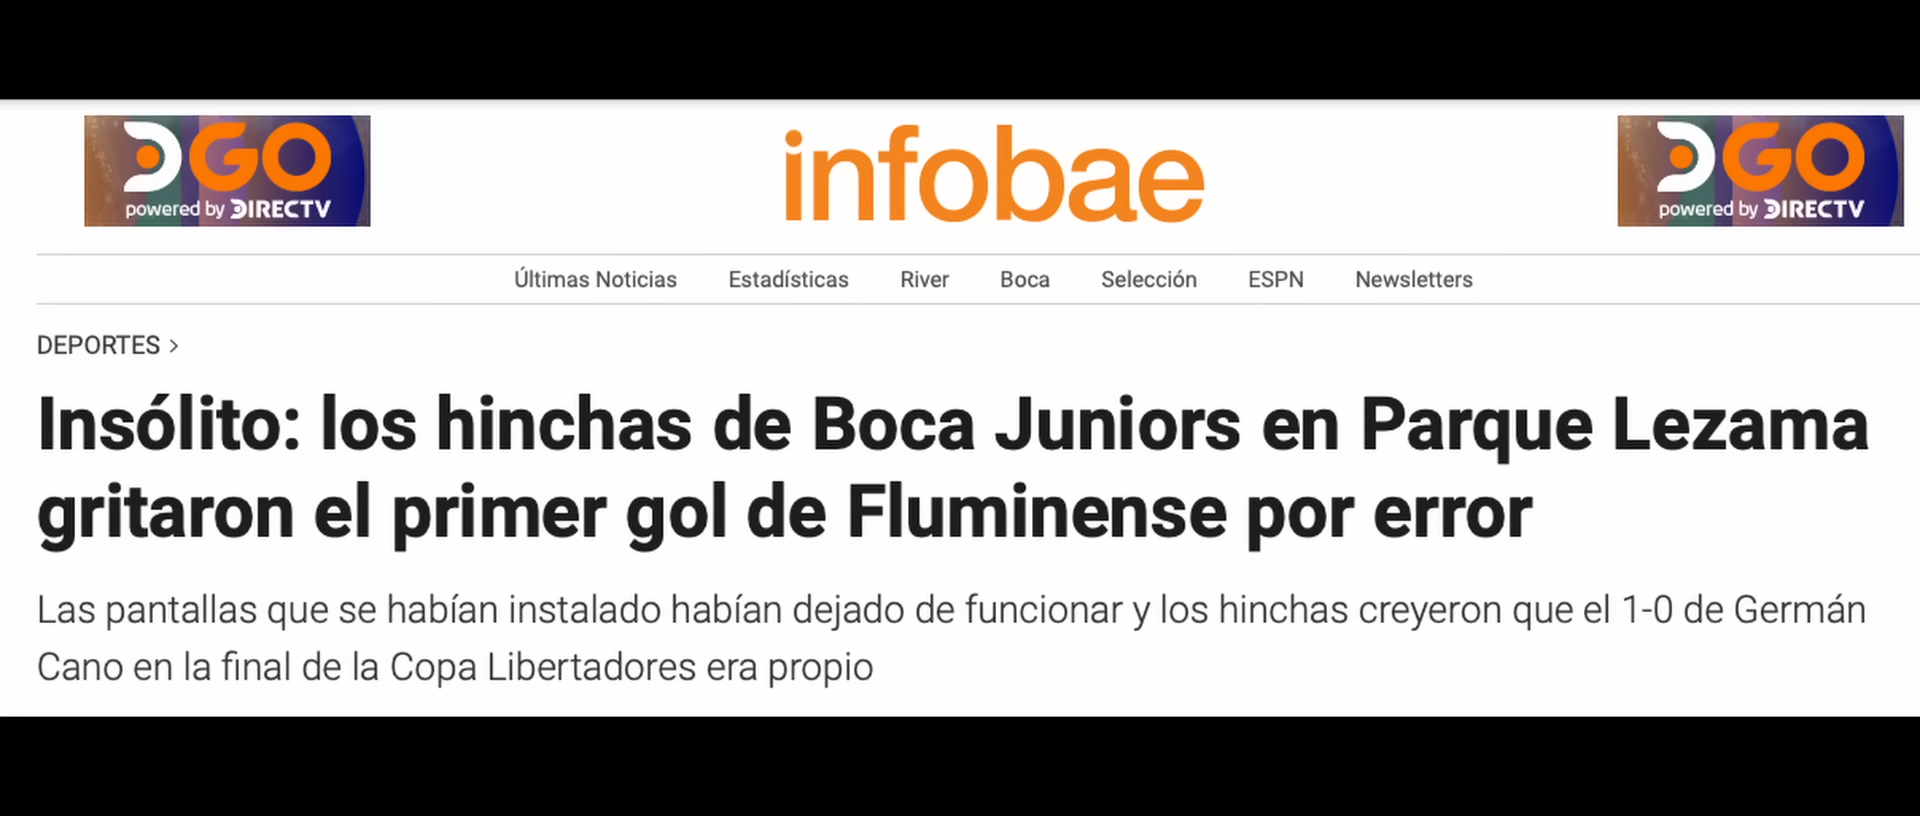 DGO
powered by DIRECTV
infobae
DGO
powered by DIRECTV
Últimas Noticias Estadísticas River Boca Selección ESPN Newsletters
DEPORTES >
Insólito: los hinchas de Boca Juniors en Parque Lezama
gritaron el primer gol de Fluminense por error
Las pantallas que se habían instalado habían dejado de funcionar y los hinchas creyeron que el 1-0 de Germán
Cano en la final de la Copa Libertadores era propio